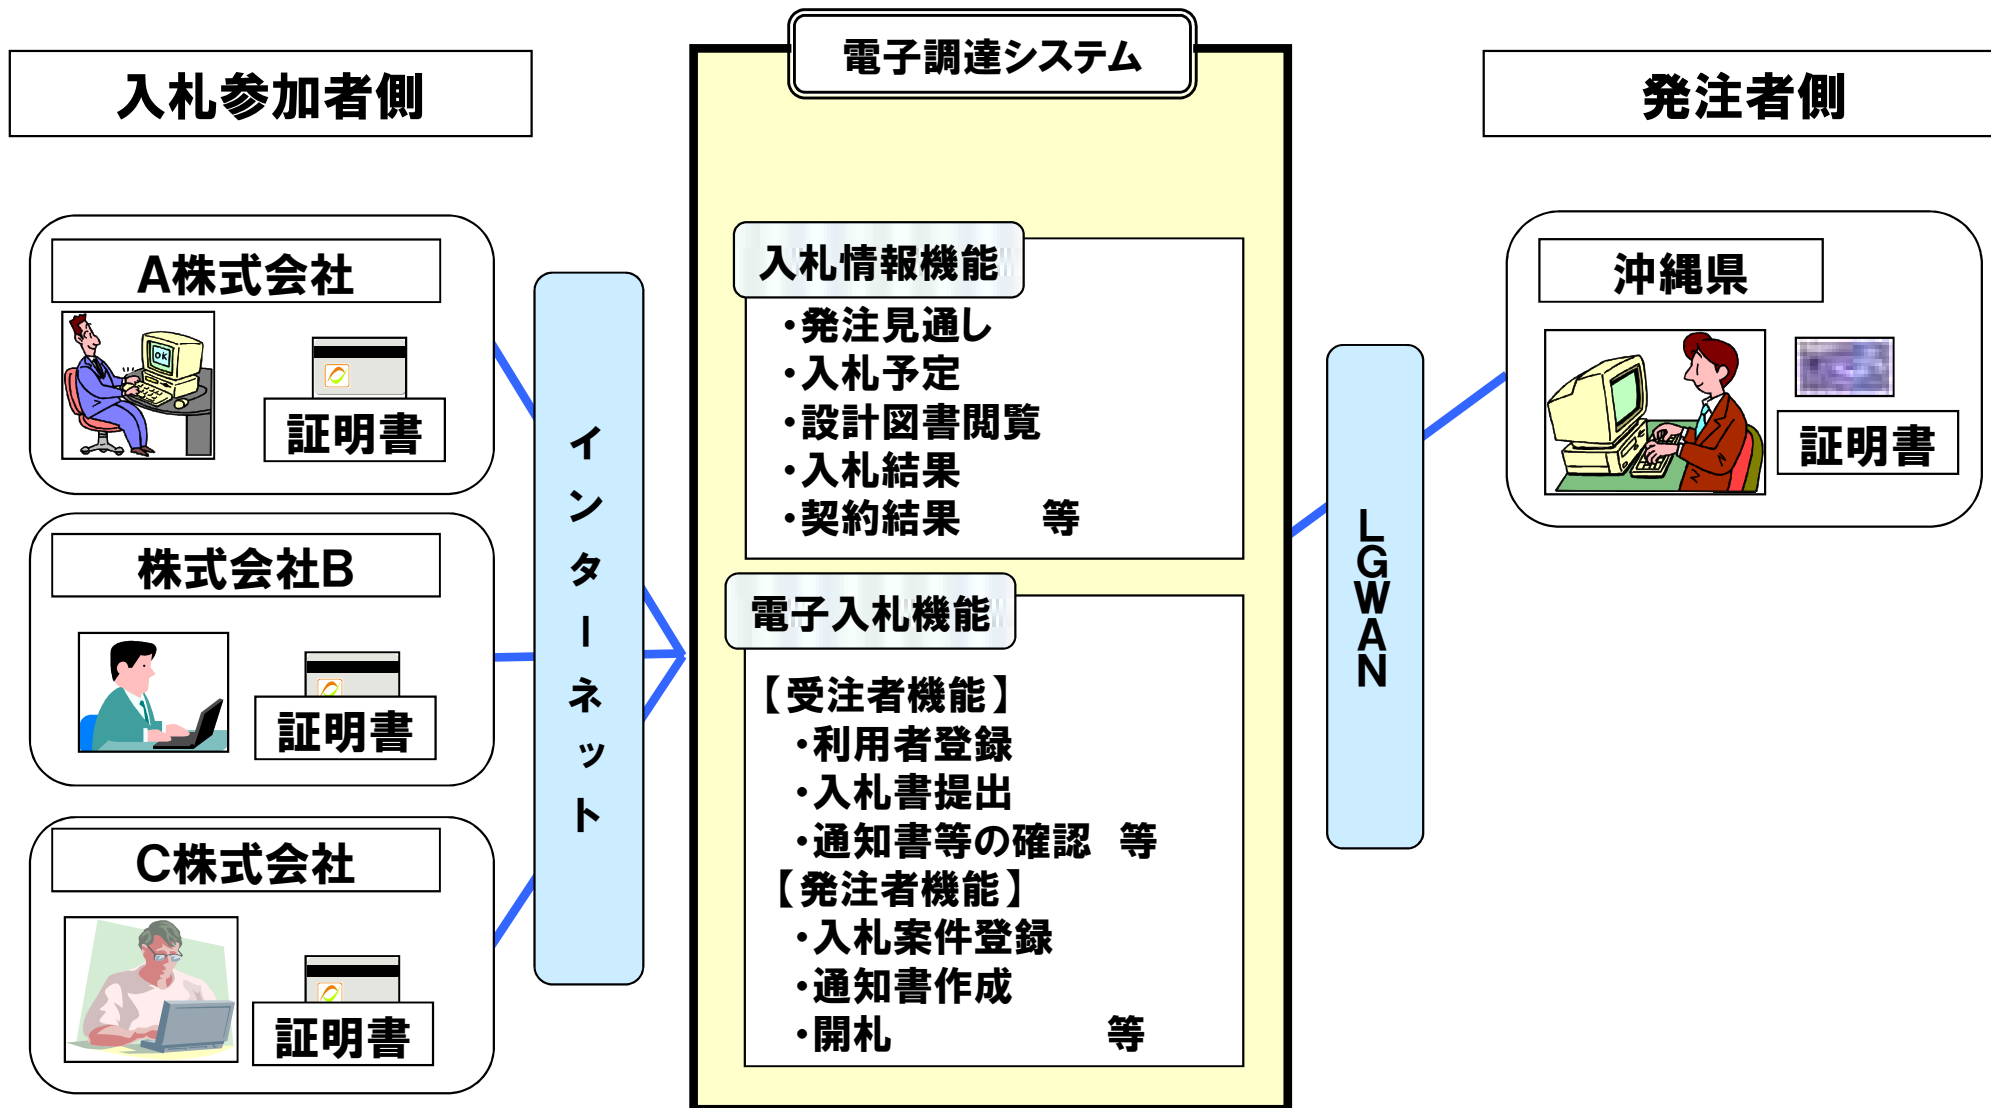 電子調達システム
入札参加者側
発注者側
A株式会社
OK
証明書
株式会社B
証明書
C株式会社
証明書
インターネット
入札情報機能
・発注見通し
・入札予定
・設計図書閲覧
・入札結果
・契約結果 等
電子入札機能
【受注者機能】
・利用者登録
・入札書提出
・通知書等の確認 等
【発注者機能】
・入札案件登録
・通知書作成
・開札 等
LGWAN
沖縄県
証明書